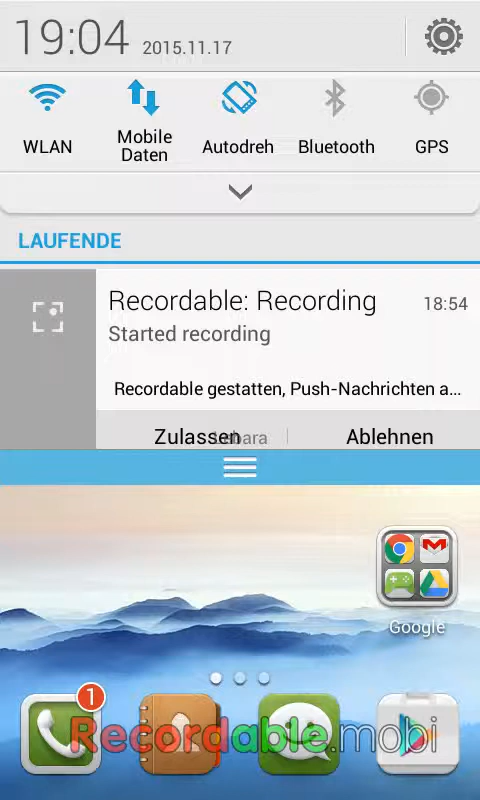 19:04 2015.11.17
WLAN
Mobile
Daten
Autodreh
Bluetooth
GPS
LAUFENDE
Recordable: Recording 18:54
Started recording
Recordable gestatten, Push-Nachrichten a...
Zulassen Lebara Ablehnen
Google
1
Recordable.mobi